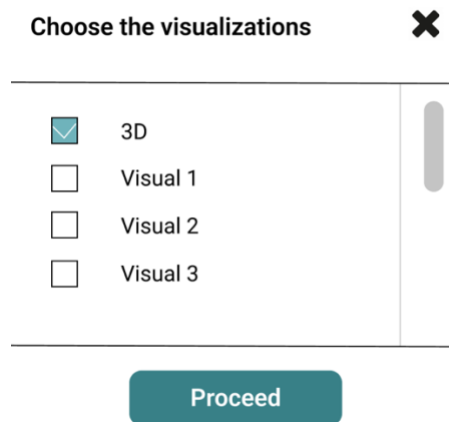 Choose the visualizations
3D
Visual 1
Visual 2
Visual 3
Proceed